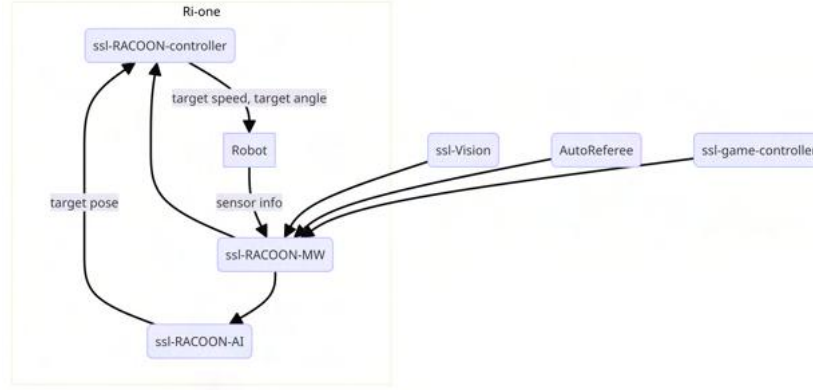 Ri-one
ssl-RACOON-controller
target speed, target angle
Robot
ssl-Vision
AutoReferee
ssl-game-controller
target pose
sensor info
ssl-RACOON-MW
ssl-RACOON-AI